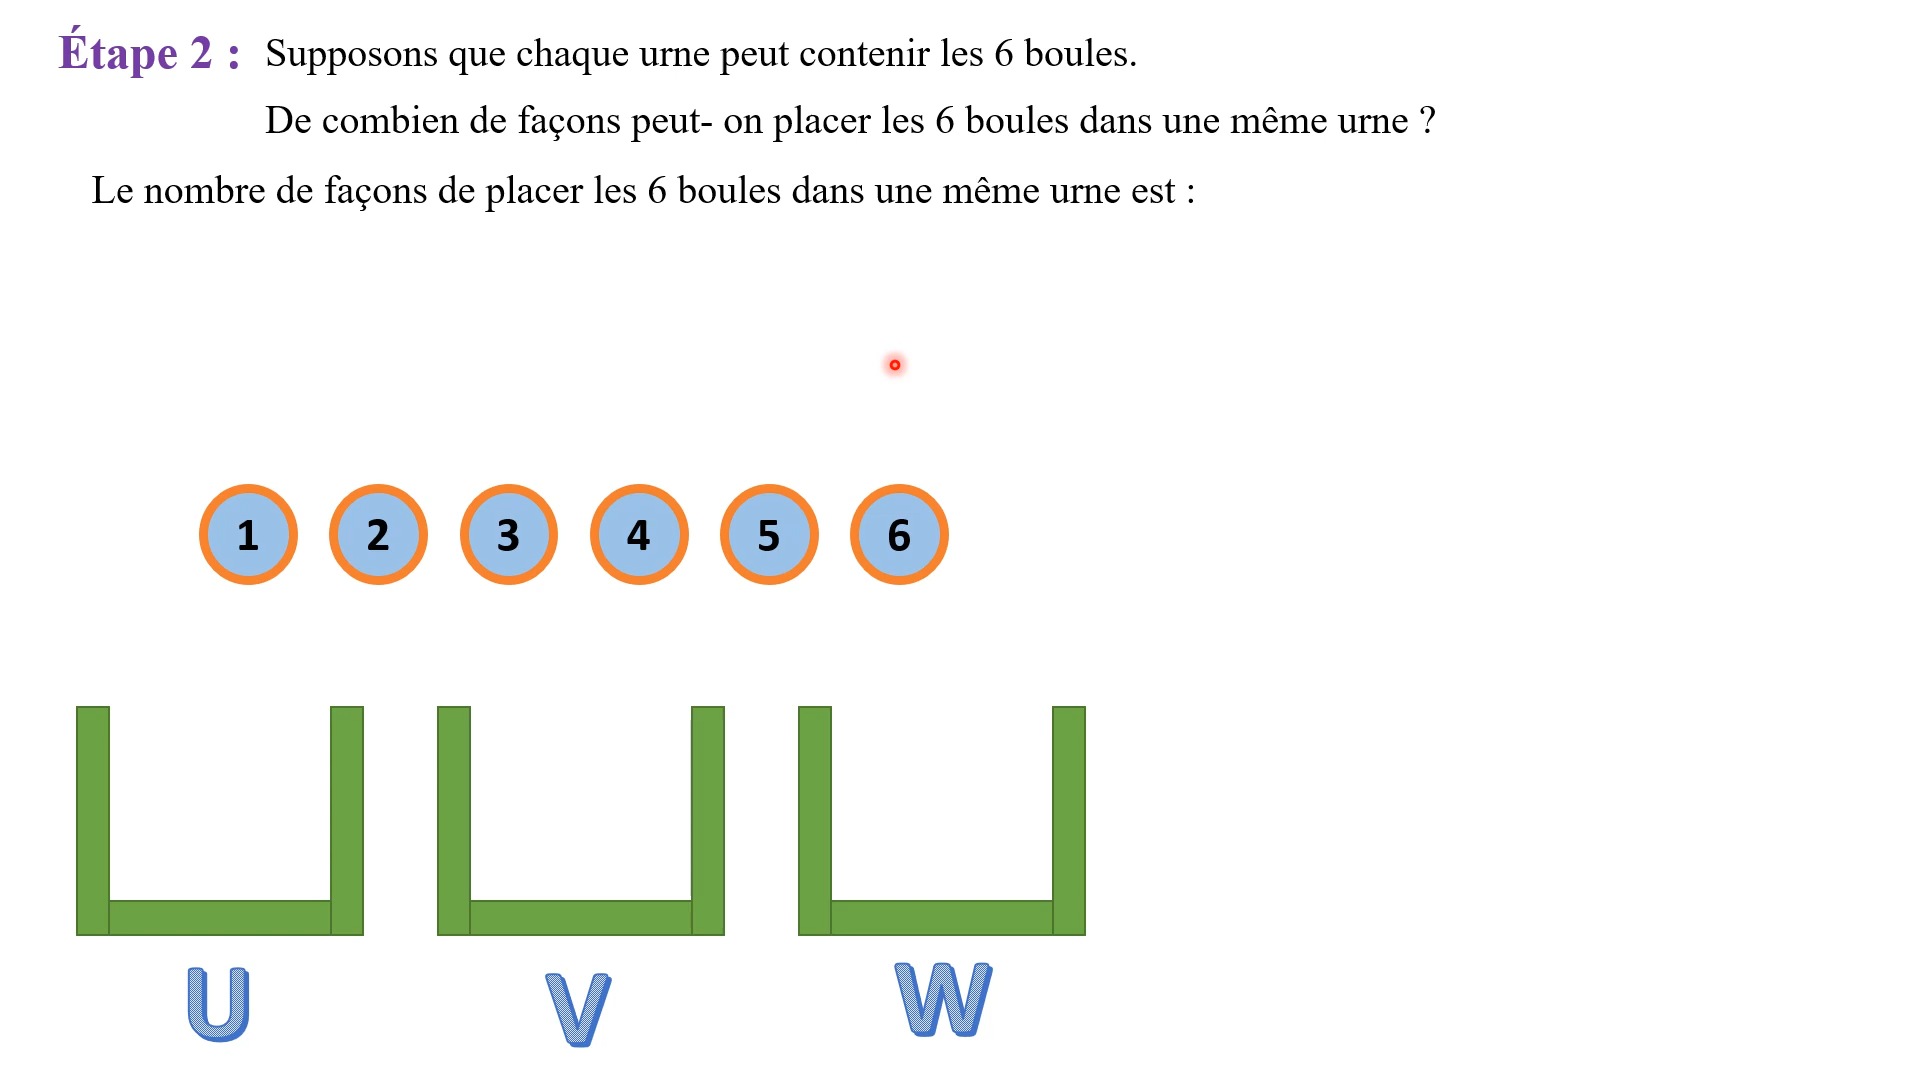 Étape 2 : Supposons que chaque urne peut contenir les 6 boules.
De combien de façons peut- on placer les 6 boules dans une même urne ?
Le nombre de façons de placer les 6 boules dans une même urne est :
1 2 3 4 5 6
U V W